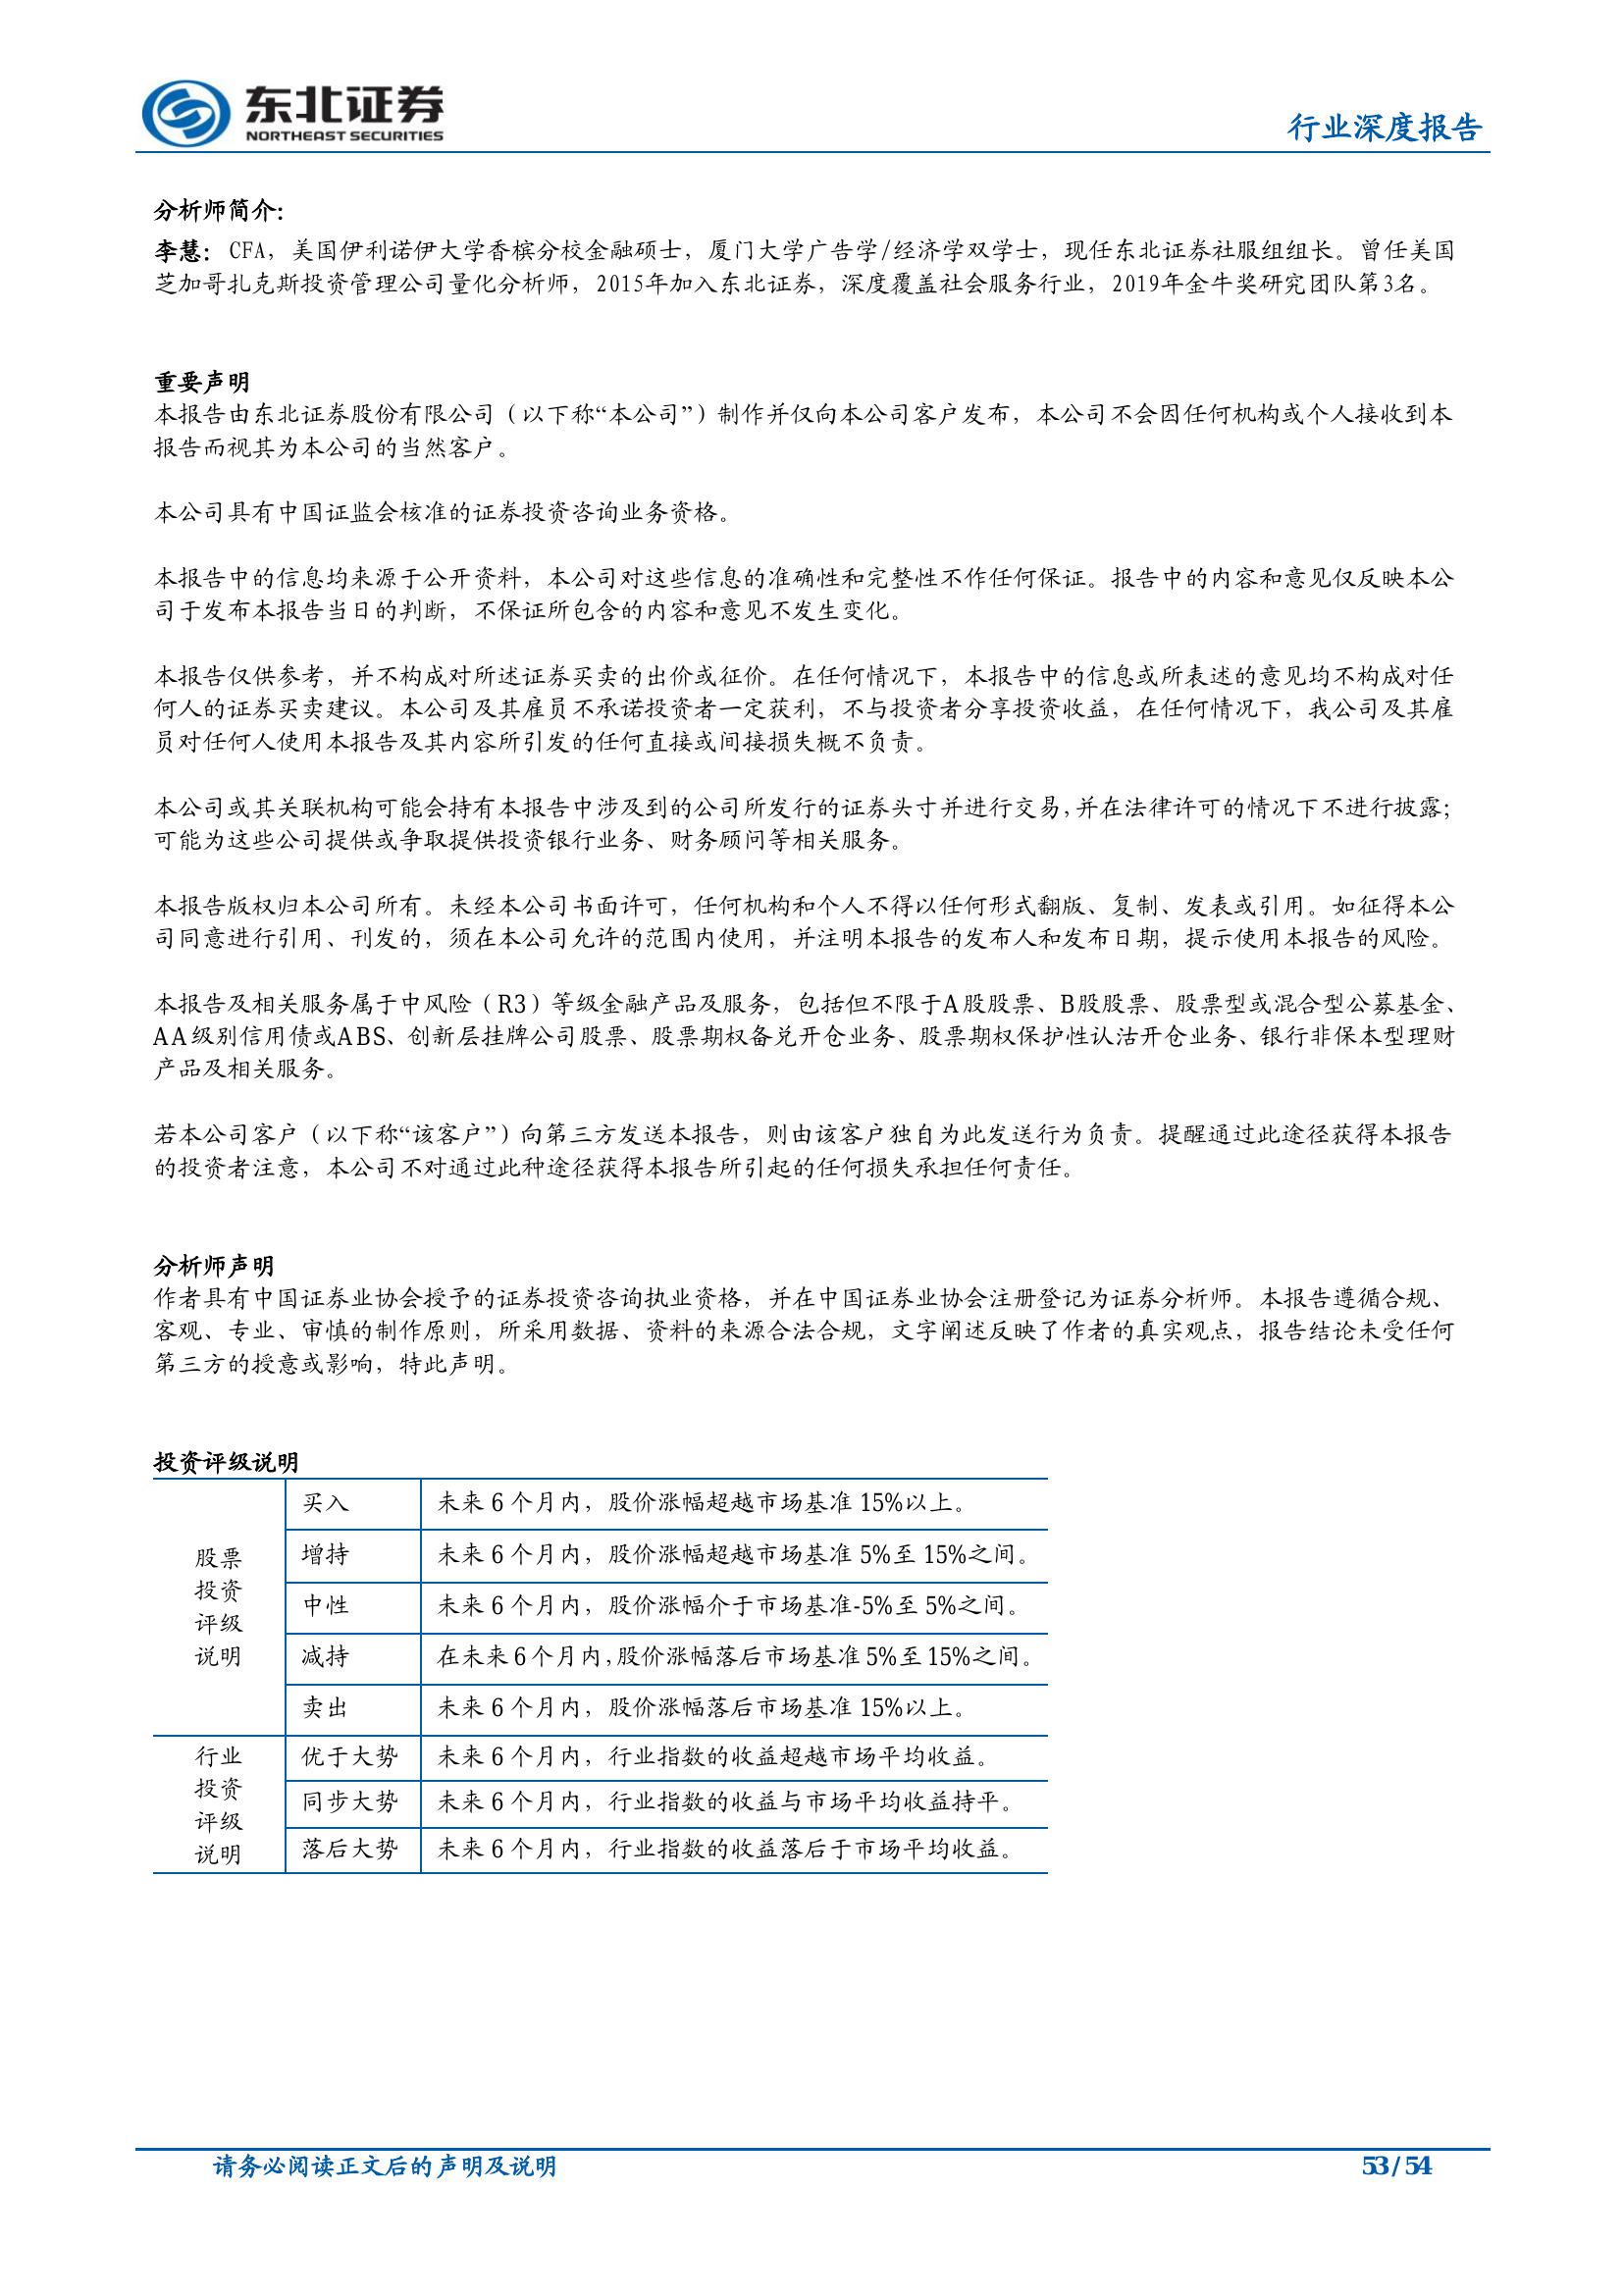 东北证券
NORTHEAST SECURITIES
行业深度报告
分析师简介:
李慧：CFA，美国伊利诺伊大学香槟分校金融硕士，厦门大学广告学/经济学双学士，现任东北证券社服组组长。曾任美国
芝加哥扎克斯投资管理公司量化分析师，2015年加入东北证券，深度覆盖社会服务行业，2019年金牛奖研究团队第3名。
重要声明
本报告由东北证券股份有限公司（以下称“本公司”）制作并仅向本公司客户发布，本公司不会因任何机构或个人接收到本
报告而视其为本公司的当然客户。
本公司具有中国证监会核准的证券投资咨询业务资格。
本报告中的信息均来源于公开资料，本公司对这些信息的准确性和完整性不作任何保证。报告中的内容和意见仅反映本公
司于发布本报告当日的判断，不保证所包含的内容和意见不发生变化。
本报告仅供参考，并不构成对所述证券买卖的出价或征价。在任何情况下，本报告中的信息或所表述的意见均不构成对任
何人的证券买卖建议。本公司及其雇员不承诺投资者一定获利，不与投资者分享投资收益，在任何情况下，我公司及其雇
员对任何人使用本报告及其内容所引发的任何直接或间接损失概不负责。
本公司或其关联机构可能会持有本报告中涉及到的公司所发行的证券头寸并进行交易，并在法律许可的情况下不进行披露；
可能为这些公司提供或争取提供投资银行业务、财务顾问等相关服务。
本报告版权归本公司所有。未经本公司书面许可，任何机构和个人不得以任何形式翻版、复制、发表或引用。如征得本公
司同意进行引用、刊发的，须在本公司允许的范围内使用，并注明本报告的发布人和发布日期，提示使用本报告的风险。
本报告及相关服务属于中风险（R3）等级金融产品及服务，包括但不限于A股股票、B股股票、股票型或混合型公募基金、
AA级别信用债或ABS、创新层挂牌公司股票、股票期权备兑开仓业务、股票期权保护性认沽开仓业务、银行非保本型理财
产品及相关服务。
若本公司客户（以下称“该客户”）向第三方发送本报告，则由该客户独自为此发送行为负责。提醒通过此途径获得本报告
的投资者注意，本公司不对通过此种途径获得本报告所引起的任何损失承担任何责任。
分析师声明
作者具有中国证券业协会授予的证券投资咨询执业资格，并在中国证券业协会注册登记为证券分析师。本报告遵循合规、
客观、专业、审慎的制作原则，所采用数据、资料的来源合法合规，文字阐述反映了作者的真实观点，报告结论未受任何
第三方的授意或影响，特此声明。
投资评级说明
股票
投资
评级
说明
买入 未来 6 个月内，股价涨幅超越市场基准 15%以上。
增持 未来 6 个月内，股价涨幅超越市场基准 5%至 15%之间。
中性 未来 6 个月内，股价涨幅介于市场基准-5%至 5%之间。
减持 在未来 6 个月内，股价涨幅落后市场基准 5%至 15%之间。
卖出 未来 6 个月内，股价涨幅落后市场基准 15%以上。
行业
投资
评级
说明
优于大势 未来 6 个月内，行业指数的收益超越市场平均收益。
同步大势 未来 6 个月内，行业指数的收益与市场平均收益持平。
落后大势 未来 6 个月内，行业指数的收益落后于市场平均收益。
请务必阅读正文后的声明及说明
53 / 54